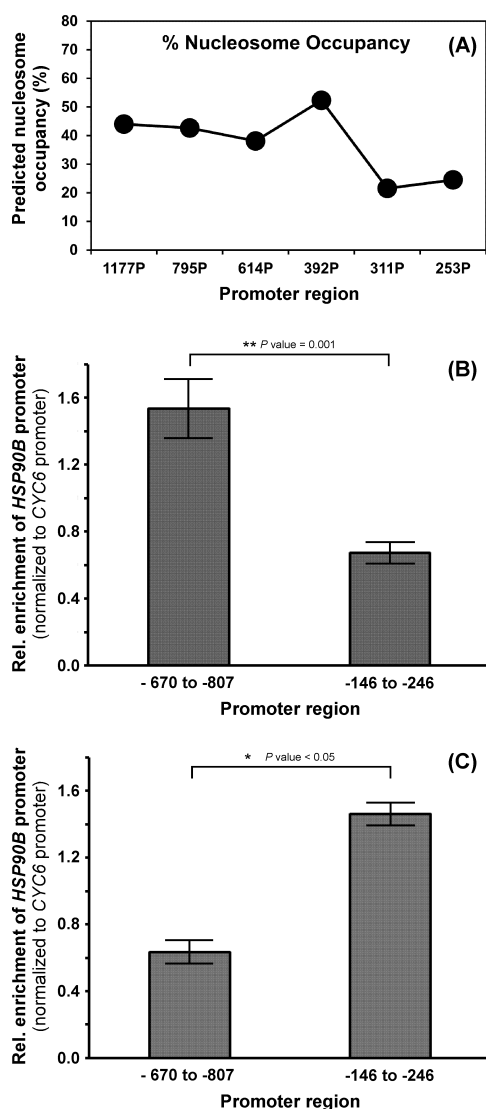 % Nucleosome Occupancy
(A)
Predicted nucleosome
occupancy (%)
80
70
60
50
40
30
20
10
0
1177P 795P 614P 392P 311P 253P
Promoter region
** P value = 0.001
(B)
Rel. enrichment of HSP90B promoter
(normalized to CYC6 promoter)
1.6
1.2
0.8
0.4
0.0
- 670 to -807 -146 to -246
Promoter region
* P value < 0.05
(C)
Rel. enrichment of HSP90B promoter
(normalized to CYC6 promoter)
1.6
1.2
0.8
0.4
0.0
- 670 to -807 -146 to -246
Promoter region